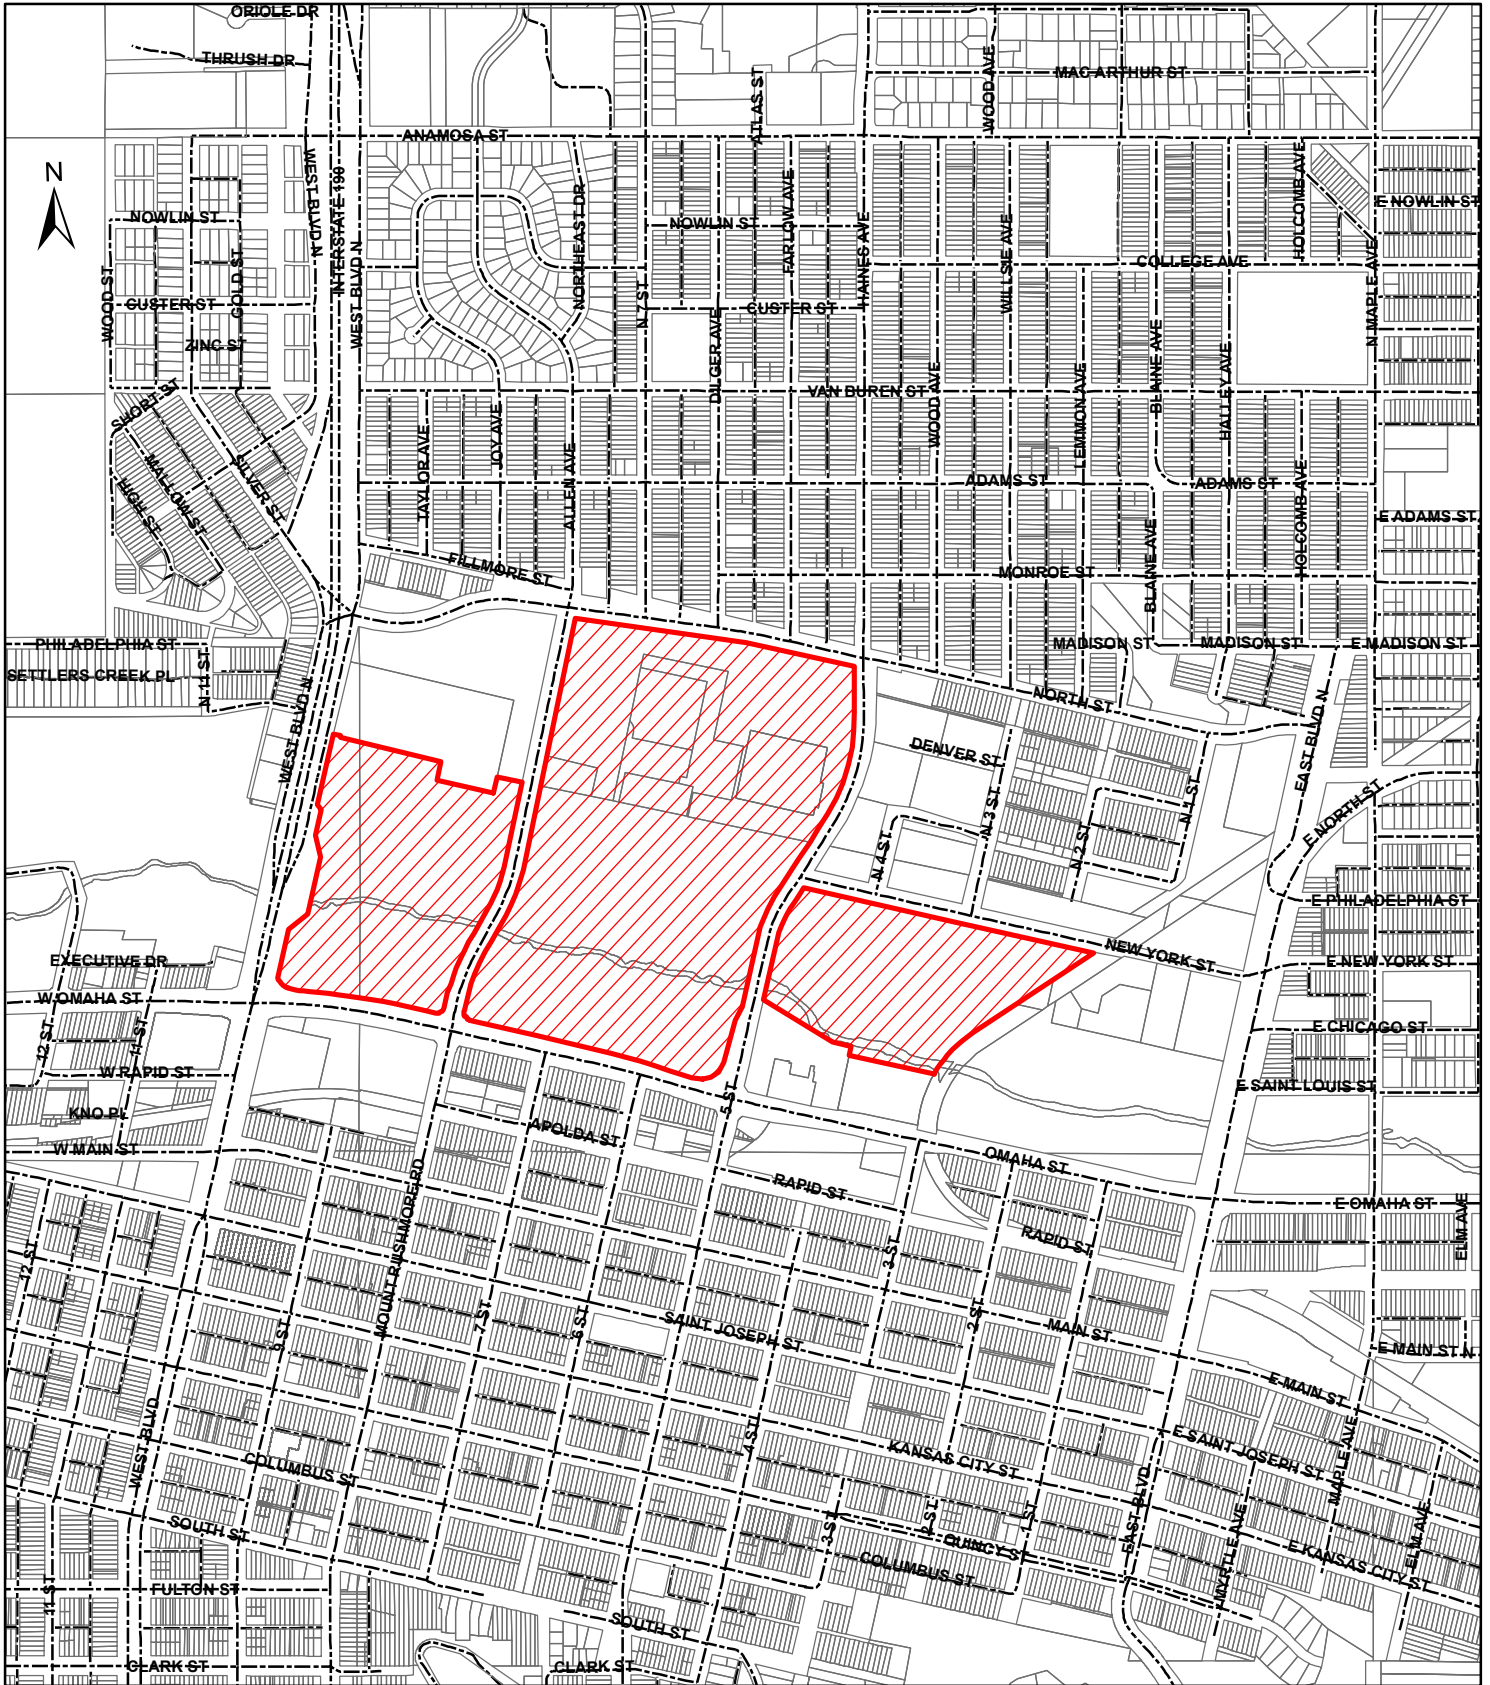 ORIOLE DR
THRUSH DR
WOOD AVE
MAC ARTHUR ST
ATLAS ST
ANAMOSA ST
N
WEST BLVD N
INTERSTATE 190
WEST BLVD N
NORTHEAST DR
FARLOW AVE
HOLCOMB AVE
NOWLIN ST
NOWLIN ST
E NOWLIN ST
HAINES AVE
WILLSIE AVE
COLLEGE AVE
WOOD ST
GOLD ST
CUSTER ST
N 7 ST
CUSTER ST
N MAPLE AVE
ZINC ST
DILGER AVE
BLAINE AVE
HALLEY AVE
VAN BUREN ST
WOOD AVE
LEMMON AVE
SHORT ST
MALLOW ST
HIGH ST
SILVER ST
TAYLOR AVE
JOY AVE
ALLEN AVE
ADAMS ST
ADAMS ST
HOLCOMB AVE
E ADAMS ST
FILLMORE ST
MONROE ST
BLAINE AVE
PHILADELPHIA ST
MADISON ST
MADISON ST
E MADISON ST
SETTLERS CREEK PL
N 11 ST
WEST BLVD N
NORTH ST
EAST BLVD N
DENVER ST
N 3 ST
N 1 ST
N 2 ST
N 4 ST
E NORTH ST
E PHILADELPHIA ST
EXECUTIVE DR
NEW YORK ST
E NEW YORK ST
W OMAHA ST
12 ST
11 ST
E CHICAGO ST
W RAPID ST
E SAINT LOUIS ST
KNO PL
5 ST
APOLDA ST
W MAIN ST
OMAHA ST
RAPID ST
E OMAHA ST
ELM AVE
MOUNT RUSHMORE RD
RAPID ST
3 ST
12 ST
9 ST
7 ST
6 ST
SAINT JOSEPH ST
2 ST
MAIN ST
E MAIN ST N
E MAIN ST
WEST BLVD
4 ST
COLUMBUS ST
KANSAS CITY ST
E SAINT JOSEPH ST
MAPLE AVE
EAST BLVD
SOUTH ST
3 ST
2 ST
1 ST
QUINCY ST
MYRTLE AVE
ELM AVE
E KANSAS CITY ST
COLUMBUS ST
11 ST
FULTON ST
SOUTH ST
CLARK ST
CLARK ST